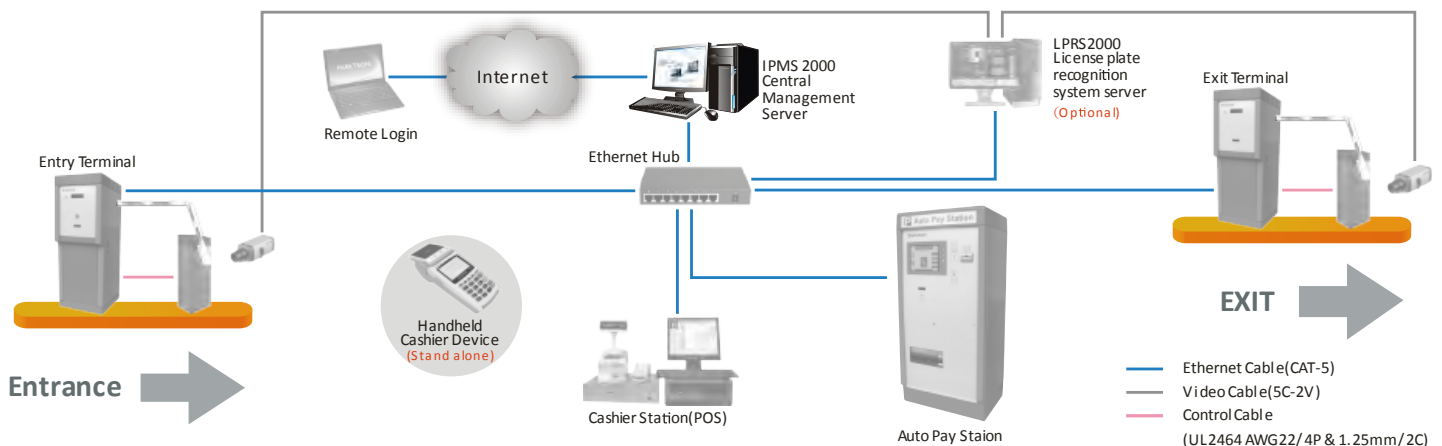 Internet
IPMS 2000
Central
Management
Server
LPRS2000
License plate
recognition
system server
(Optional)
Exit Terminal
PARKTRON
Remote Login
Entry Terminal
Ethernet Hub
Auto Pay Station
Handheld
Cashier Device
(Stand alone)
EXIT
Entrance
Cashier Station(POS)
Auto Pay Staion
Ethernet Cable(CAT-5)
Video Cable(5C-2V)
Control Cable
(UL2464 AWG22/4P & 1.25mm/2C)